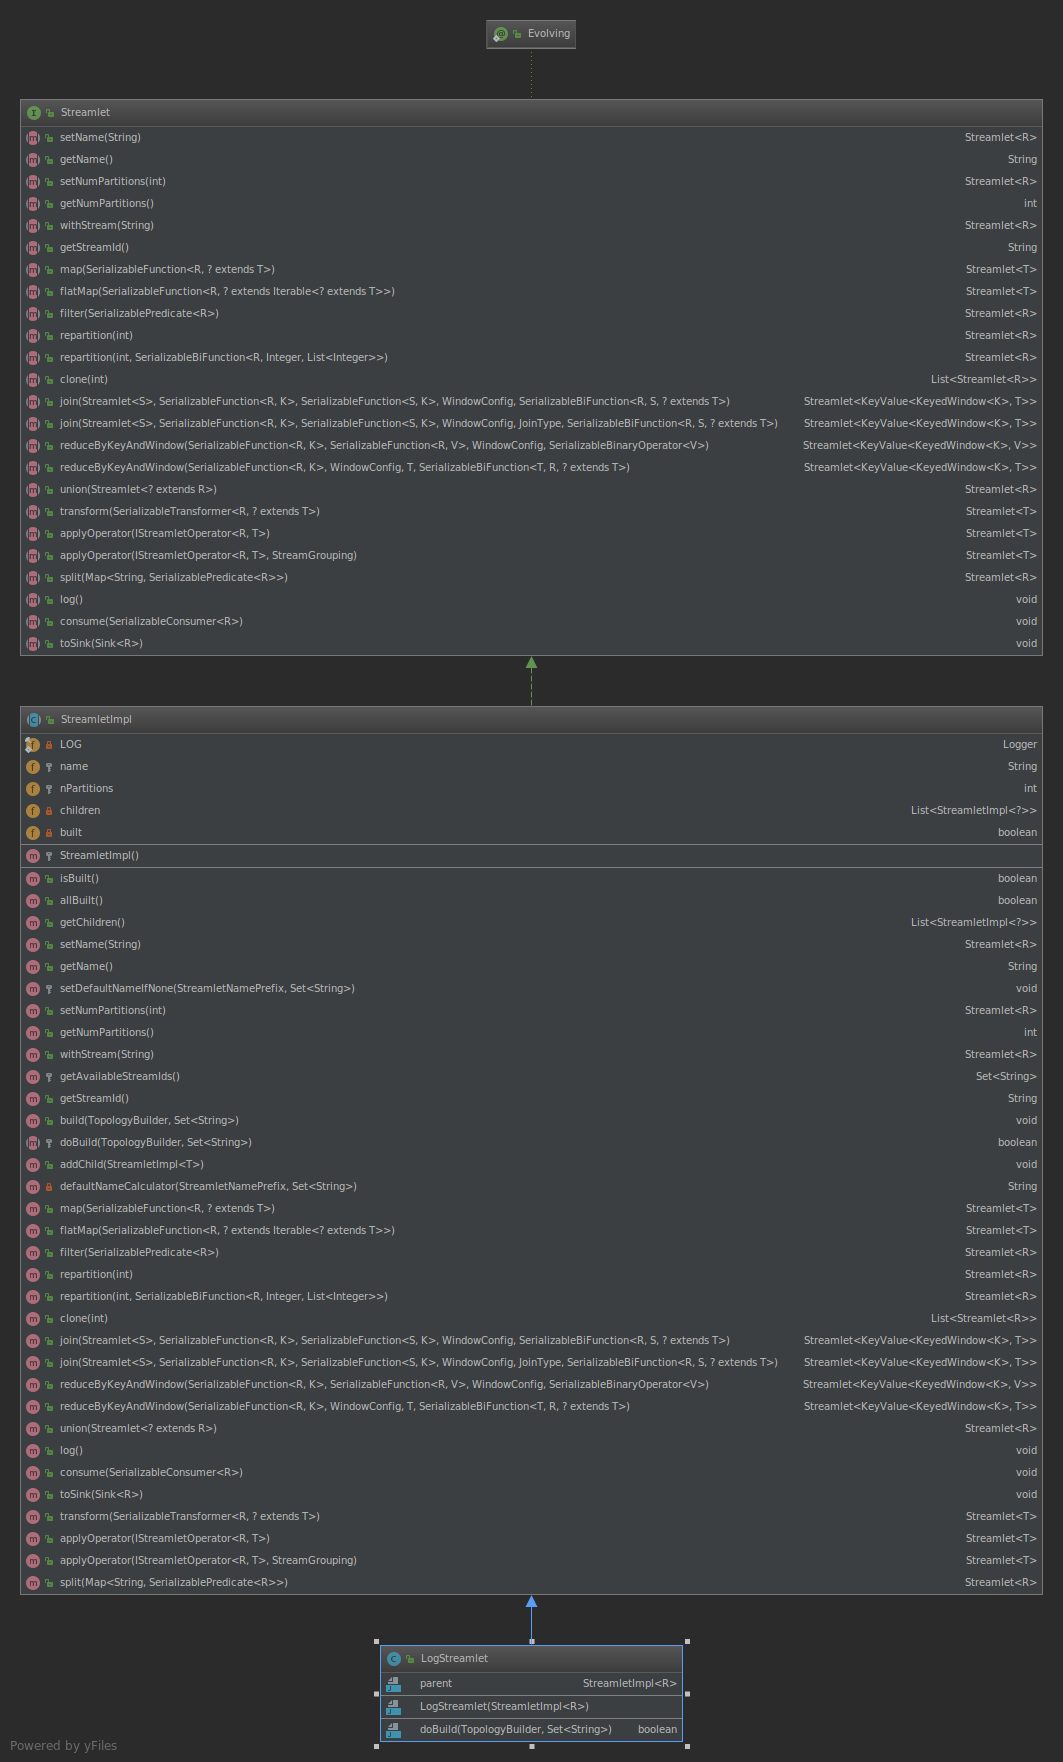 Evolving
Streamlet
setName(String) Streamlet<R>
getName() String
setNumPartitions(int) Streamlet<R>
getNumPartitions() int
withStream(String) Streamlet<R>
getStreamId() String
map(SerializableFunction<R, ? extends T>) Streamlet<T>
flatMap(SerializableFunction<R, ? extends Iterable<? extends T>>) Streamlet<T>
filter(SerializablePredicate<R>) Streamlet<R>
repartition(int) Streamlet<R>
repartition(int, SerializableBiFunction<R, Integer, List<Integer>>) Streamlet<R>
clone(int) List<Streamlet<R>>
join(Streamlet<S>, SerializableFunction<R, K>, SerializableFunction<S, K>, WindowConfig, SerializableBiFunction<R, S, ? extends T>) Streamlet<KeyValue<KeyedWindow<K>, T>>
join(Streamlet<S>, SerializableFunction<R, K>, SerializableFunction<S, K>, WindowConfig, JoinType, SerializableBiFunction<R, S, ? extends T>) Streamlet<KeyValue<KeyedWindow<K>, T>>
reduceByKeyAndWindow(SerializableFunction<R, K>, SerializableFunction<R, V>, WindowConfig, SerializableBinaryOperator<V>) Streamlet<KeyValue<KeyedWindow<K>, V>>
reduceByKeyAndWindow(SerializableFunction<R, K>, WindowConfig, T, SerializableBiFunction<T, R, ? extends T>) Streamlet<KeyValue<KeyedWindow<K>, T>>
union(Streamlet<? extends R>) Streamlet<R>
transform(SerializableTransformer<R, ? extends T>) Streamlet<T>
applyOperator(IStreamletOperator<R, T>) Streamlet<T>
applyOperator(IStreamletOperator<R, T>, StreamGrouping) Streamlet<T>
split(Map<String, SerializablePredicate<R>>) Streamlet<R>
log() void
consume(SerializableConsumer<R>) void
toSink(Sink<R>) void
StreamletImpl
LOG Logger
name String
nPartitions int
children List<StreamletImpl<?>>
built boolean
StreamletImpl()
isBuilt() boolean
allBuilt() boolean
getChildren() List<StreamletImpl<?>>
setName(String) Streamlet<R>
getName() String
setDefaultNameIfNone(StreamletNamePrefix, Set<String>) void
setNumPartitions(int) Streamlet<R>
getNumPartitions() int
withStream(String) Streamlet<R>
getAvailableStreamIds() Set<String>
getStreamId() String
build(TopologyBuilder, Set<String>) void
doBuild(TopologyBuilder, Set<String>) boolean
addChild(StreamletImpl<T>) void
defaultNameCalculator(StreamletNamePrefix, Set<String>) String
map(SerializableFunction<R, ? extends T>) Streamlet<T>
flatMap(SerializableFunction<R, ? extends Iterable<? extends T>>) Streamlet<T>
filter(SerializablePredicate<R>) Streamlet<R>
repartition(int) Streamlet<R>
repartition(int, SerializableBiFunction<R, Integer, List<Integer>>) Streamlet<R>
clone(int) List<Streamlet<R>>
join(Streamlet<S>, SerializableFunction<R, K>, SerializableFunction<S, K>, WindowConfig, SerializableBiFunction<R, S, ? extends T>) Streamlet<KeyValue<KeyedWindow<K>, T>>
join(Streamlet<S>, SerializableFunction<R, K>, SerializableFunction<S, K>, WindowConfig, JoinType, SerializableBiFunction<R, S, ? extends T>) Streamlet<KeyValue<KeyedWindow<K>, T>>
reduceByKeyAndWindow(SerializableFunction<R, K>, SerializableFunction<R, V>, WindowConfig, SerializableBinaryOperator<V>) Streamlet<KeyValue<KeyedWindow<K>, V>>
reduceByKeyAndWindow(SerializableFunction<R, K>, WindowConfig, T, SerializableBiFunction<T, R, ? extends T>) Streamlet<KeyValue<KeyedWindow<K>, T>>
union(Streamlet<? extends R>) Streamlet<R>
log() void
consume(SerializableConsumer<R>) void
toSink(Sink<R>) void
transform(SerializableTransformer<R, ? extends T>) Streamlet<T>
applyOperator(IStreamletOperator<R, T>) Streamlet<T>
applyOperator(IStreamletOperator<R, T>, StreamGrouping) Streamlet<T>
split(Map<String, SerializablePredicate<R>>) Streamlet<R>
LogStreamlet
parent StreamletImpl<R>
LogStreamlet(StreamletImpl<R>)
doBuild(TopologyBuilder, Set<String>) boolean
Powered by yFiles